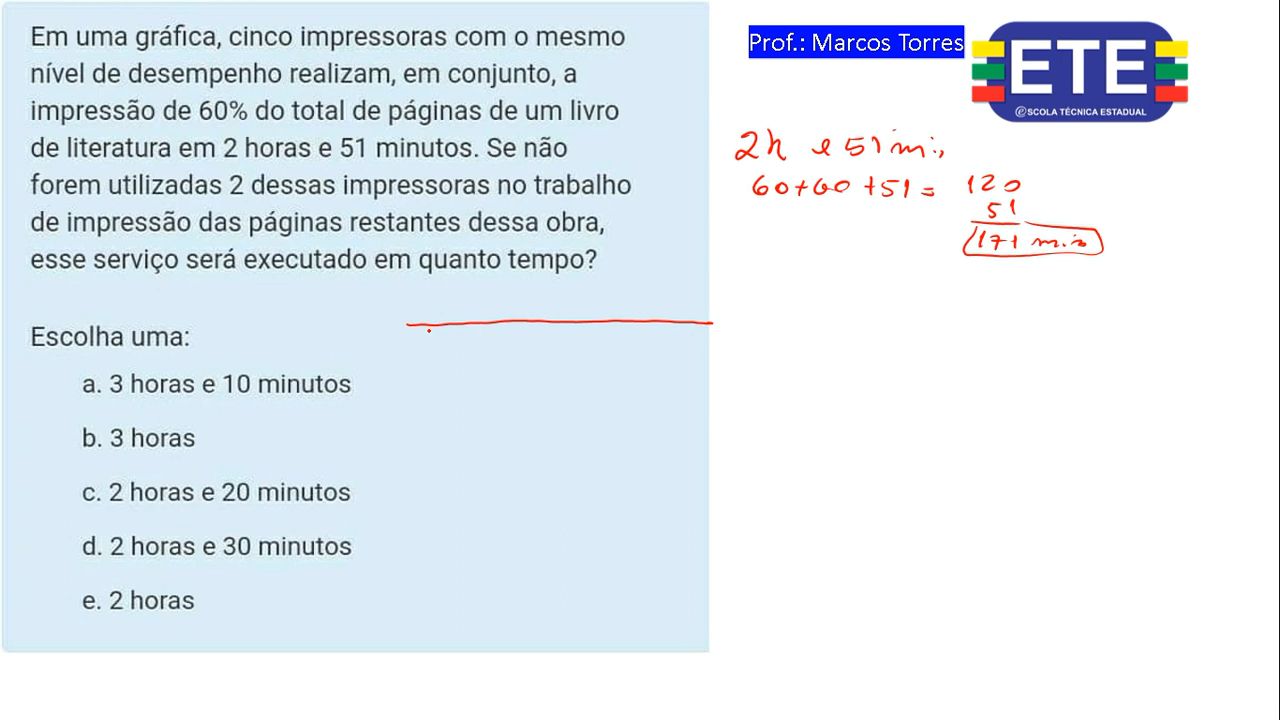 Em uma gráfica, cinco impressoras com o mesmo
nível de desempenho realizam, em conjunto, a
impressão de 60% do total de páginas de um livro
de literatura em 2 horas e 51 minutos. Se não
forem utilizadas 2 dessas impressoras no trabalho
de impressão das páginas restantes dessa obra,
esse serviço será executado em quanto tempo?
Escolha uma:
a. 3 horas e 10 minutos
b. 3 horas
c. 2 horas e 20 minutos
d. 2 horas e 30 minutos
e. 2 horas
Prof.: Marcos Torres
ETE
ESCOLA TÉCNICA ESTADUAL
2h e 51 min
60+60+51= 120
51
171 min